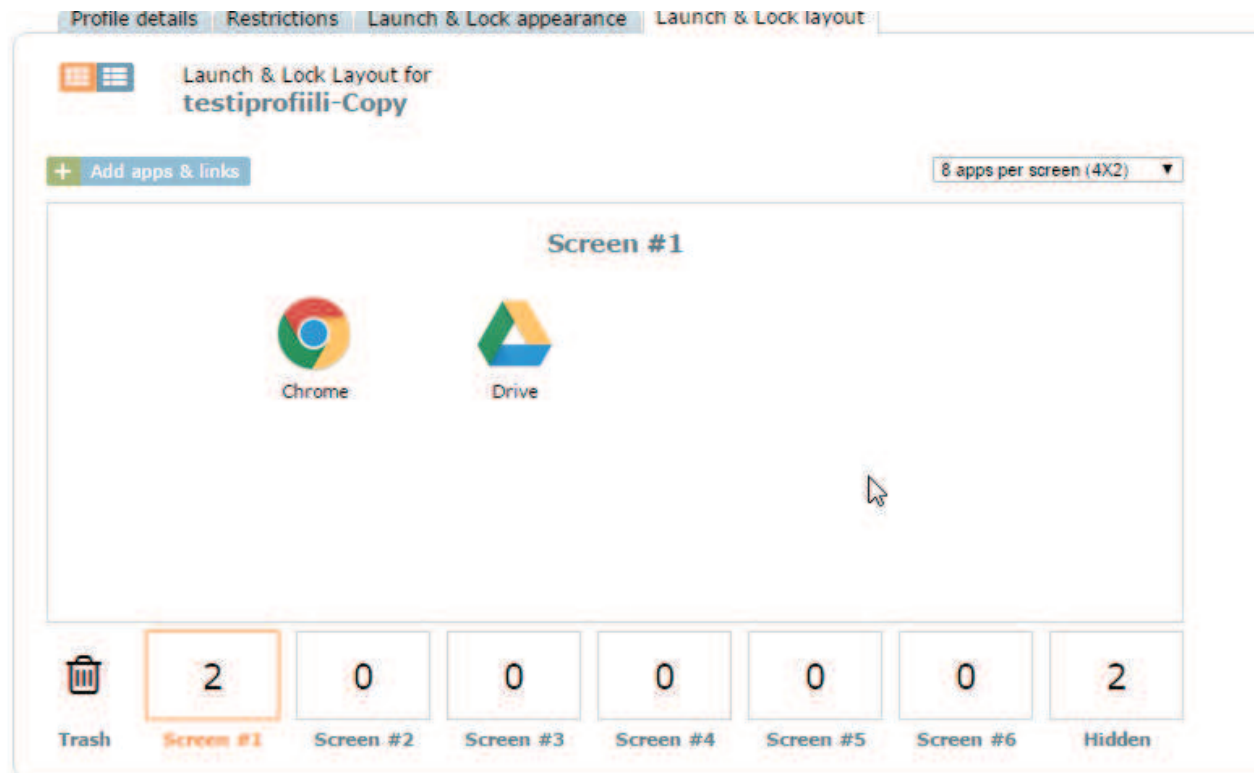 Profile details Restrictions Launch & Lock appearance Launch & Lock layout
Launch & Lock Layout for
testiprofiili-Copy
+ Add apps & links
8 apps per screen (4X2)
Screen #1
Chrome Drive
2 0 0 0 0 0 2
Trash Screen #1 Screen #2 Screen #3 Screen #4 Screen #5 Screen #6 Hidden